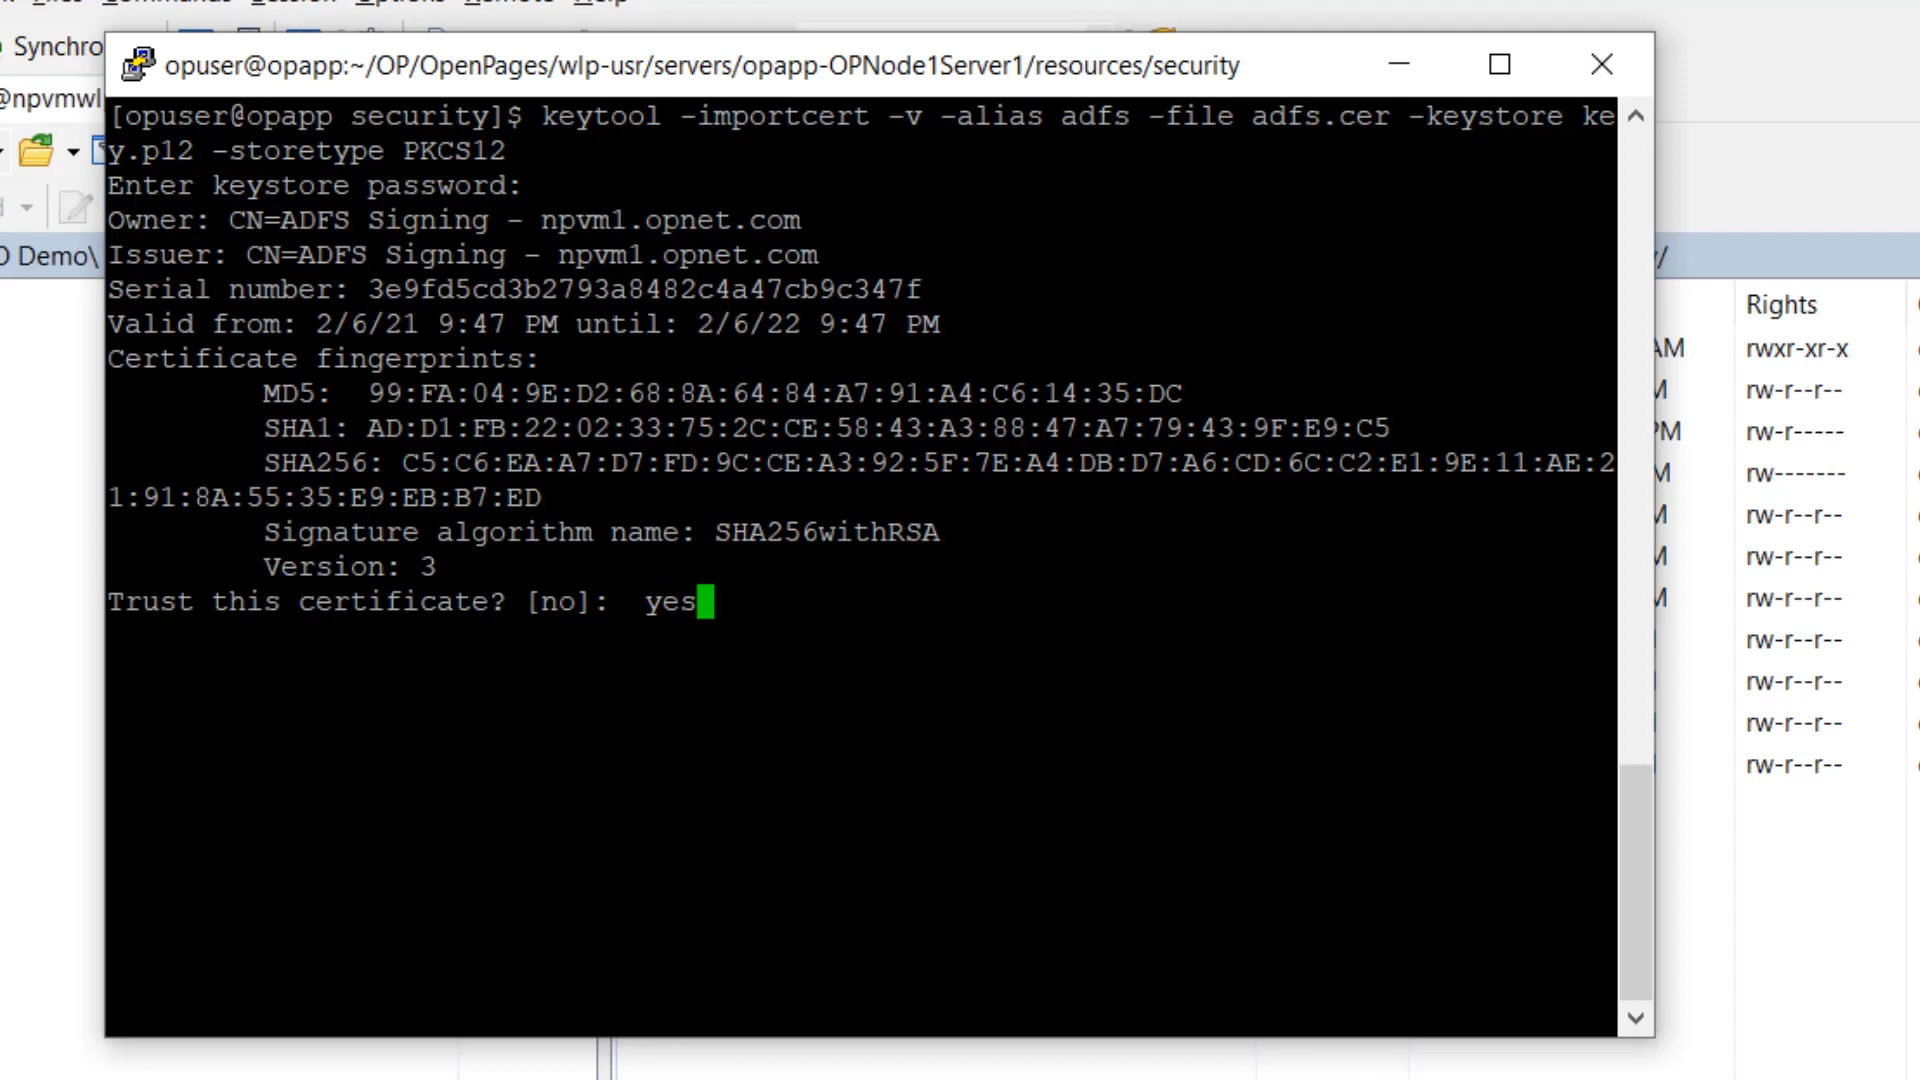 Synchro
opuser@opapp:~/OP/OpenPages/wlp-usr/servers/opapp-OPNode1Server1/resources/security
@npvmwl
[opuser@opapp security]$ keytool -importcert -v -alias adfs -file adfs.cer -keystore ke
y.p12 -storetype PKCS12
Enter keystore password:
Owner: CN=ADFS Signing - npvm1.opnet.com
Demo\
Issuer: CN=ADFS Signing - npvm1.opnet.com
/
Serial number: 3e9fd5cd3b2793a8482c4a47cb9c347f
Rights
Valid from: 2/6/21 9:47 PM until: 2/6/22 9:47 PM
AM rwxr-xr-x
Certificate fingerprints:
MD5:  99:FA:04:9E:D2:68:8A:64:84:A7:91:A4:C6:14:35:DC
M rw-r--r--
SHA1: AD:D1:FB:22:02:33:75:2C:CE:58:43:A3:88:47:A7:79:43:9F:E9:C5
PM rw-r-----
SHA256: C5:C6:EA:A7:D7:FD:9C:CE:A3:92:5F:7E:A4:DB:D7:A6:CD:6C:C2:E1:9E:11:AE:2
M rw-------
1:91:8A:55:35:E9:EB:B7:ED
M rw-r--r--
Signature algorithm name: SHA256withRSA
M rw-r--r--
Version: 3
Trust this certificate? [no]:  yes
M rw-r--r--
rw-r--r--
rw-r--r--
rw-r--r--
rw-r--r--